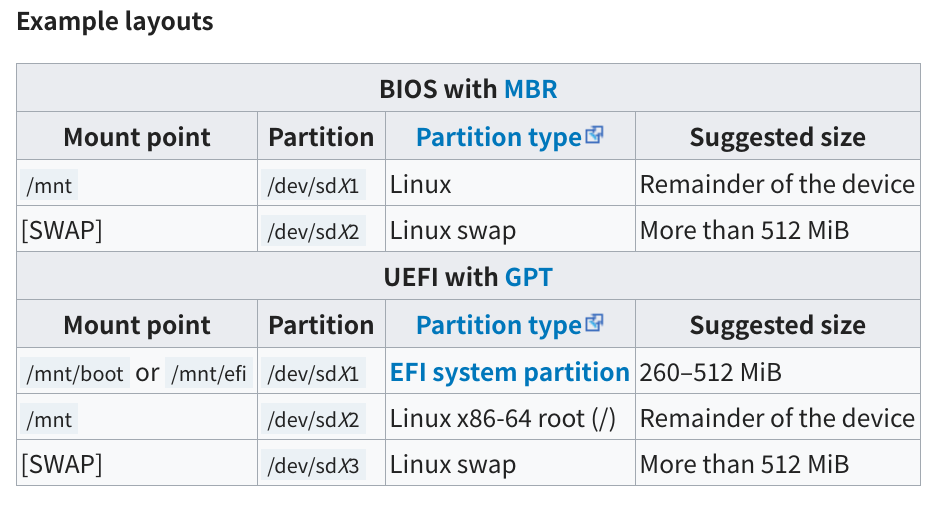 Example layouts
BIOS with MBR
Mount point Partition Partition type Suggested size
/mnt /dev/sdX1 Linux Remainder of the device
[SWAP] /dev/sdX2 Linux swap More than 512 MiB
UEFI with GPT
Mount point Partition Partition type Suggested size
/mnt/boot or /mnt/efi /dev/sdX1 EFI system partition 260–512 MiB
/mnt /dev/sdX2 Linux x86-64 root (/) Remainder of the device
[SWAP] /dev/sdX3 Linux swap More than 512 MiB